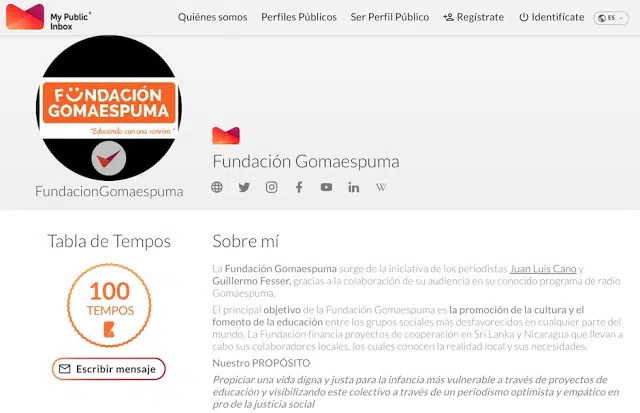 My Public®
Inbox
Quiénes somos
Perfiles Públicos
Ser Perfil Público
Regístrate
Identifícate
ES
FUNDACIÓN
GOMAESPUMA
"Educando con una sonrisa"
FundacionGomaespuma
Fundación Gomaespuma
W
Tabla de Tempos
100
TEMPOS
Escribir mensaje
Sobre mí
La Fundación Gomaespuma surge de la iniciativa de los periodistas Juan Luis Cano y
Guillermo Fesser, gracias a la colaboración de su audiencia en su conocido programa de radio
Gomaespuma.
El principal objetivo de la Fundación Gomaespuma es la promoción de la cultura y el
fomento de la educación entre los grupos sociales más desfavorecidos en cualquier parte del
mundo. La Fundación financia proyectos de cooperación en Sri Lanka y Nicaragua que llevan a
cabo sus colaboradores locales, los cuales conocen la realidad local y sus necesidades.
Nuestro PROPÓSITO
Propiciar una vida digna y justa para la infancia más vulnerable a través de proyectos de
educación y visibilizando este colectivo a través de un periodismo optimista y empático en
pro de la justicia social